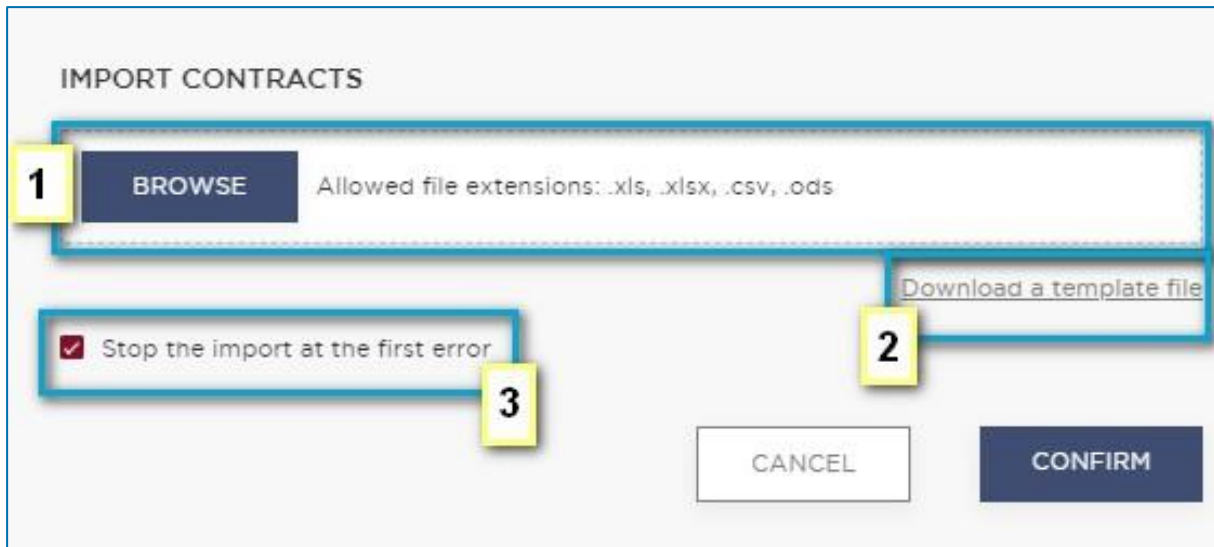 IMPORT CONTRACTS
1
BROWSE Allowed file extensions: .xls, .xlsx, .csv, .ods
Download a template file
2
Stop the import at the first error
3
CANCEL CONFIRM